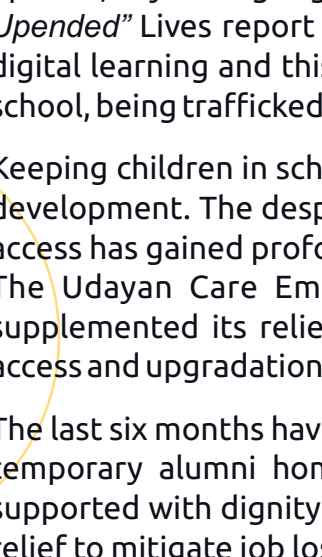 Upended” Lives report
digital learning and this
school, being trafficked
Keeping children in sch
development. The desp
access has gained profo
The Udayan Care Em
supplemented its relie
access and upgradation
The last six months hav
temporary alumni hom
supported with dignity
relief to mitigate job los